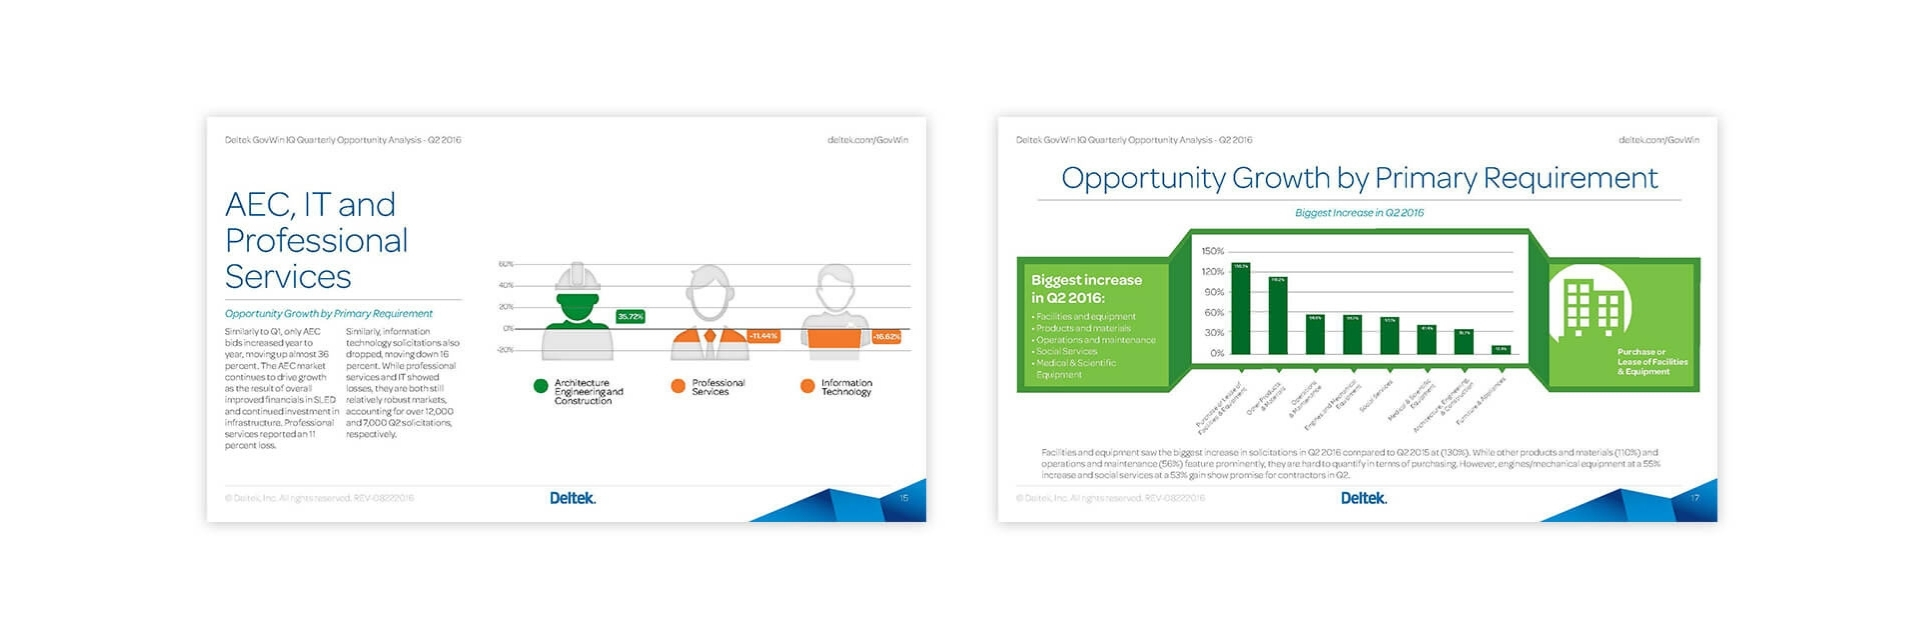 Deltek GovWin IQ Quarterly Opportunity Analysis - Q2 2016
deltek.com/GovWin
AEC, IT and
Professional
Services
Opportunity Growth by Primary Requirement
Similarly to Q1, only AEC
bids increased year to
year, moving up almost 36
percent. The AEC market
continues to drive growth
as the result of overall
improved financials in SLED
and continued investment in
infrastructure. Professional
services reported an 11
percent loss.
Similarly, information
technology solicitations also
dropped, moving down 16
percent. While professional
services and IT showed
losses, they are both still
relatively robust markets,
accounting for over 12,000
and 7,000 Q2 solicitations,
respectively.
60%
40%
20%
0%
-20%
35.72%
-11.44%
-16.62%
Architecture
Engineering and
Construction
Professional
Services
Information
Technology
© Deltek, Inc. All rights reserved. REV-08222016
Deltek.
15
Deltek GovWin IQ Quarterly Opportunity Analysis - Q2 2016
deltek.com/GovWin
Opportunity Growth by Primary Requirement
Biggest Increase in Q2 2016
Biggest increase
in Q2 2016:
• Facilities and equipment
• Products and materials
• Operations and maintenance
• Social Services
• Medical & Scientific
Equipment
150%
120%
90%
60%
30%
0%
Purchase or Lease of
Facilities & Equipment
Other Products
& Materials
Operations
& Maintenance
Engines and Mechanical
Equipment
Social Services
Medical & Scientific
Equipment
Architecture, Engineering,
& Construction
Furniture & Appliances
Purchase or
Lease of Facilities
& Equipment
Facilities and equipment saw the biggest increase in solicitations in Q2 2016 compared to Q2 2015 at (130%). While other products and materials (110%) and
operations and maintenance (56%) feature prominently, they are hard to quantify in terms of purchasing. However, engines/mechanical equipment at a 55%
increase and social services at a 53% gain show promise for contractors in Q2.
© Deltek, Inc. All rights reserved. REV-08222016
Deltek.
17